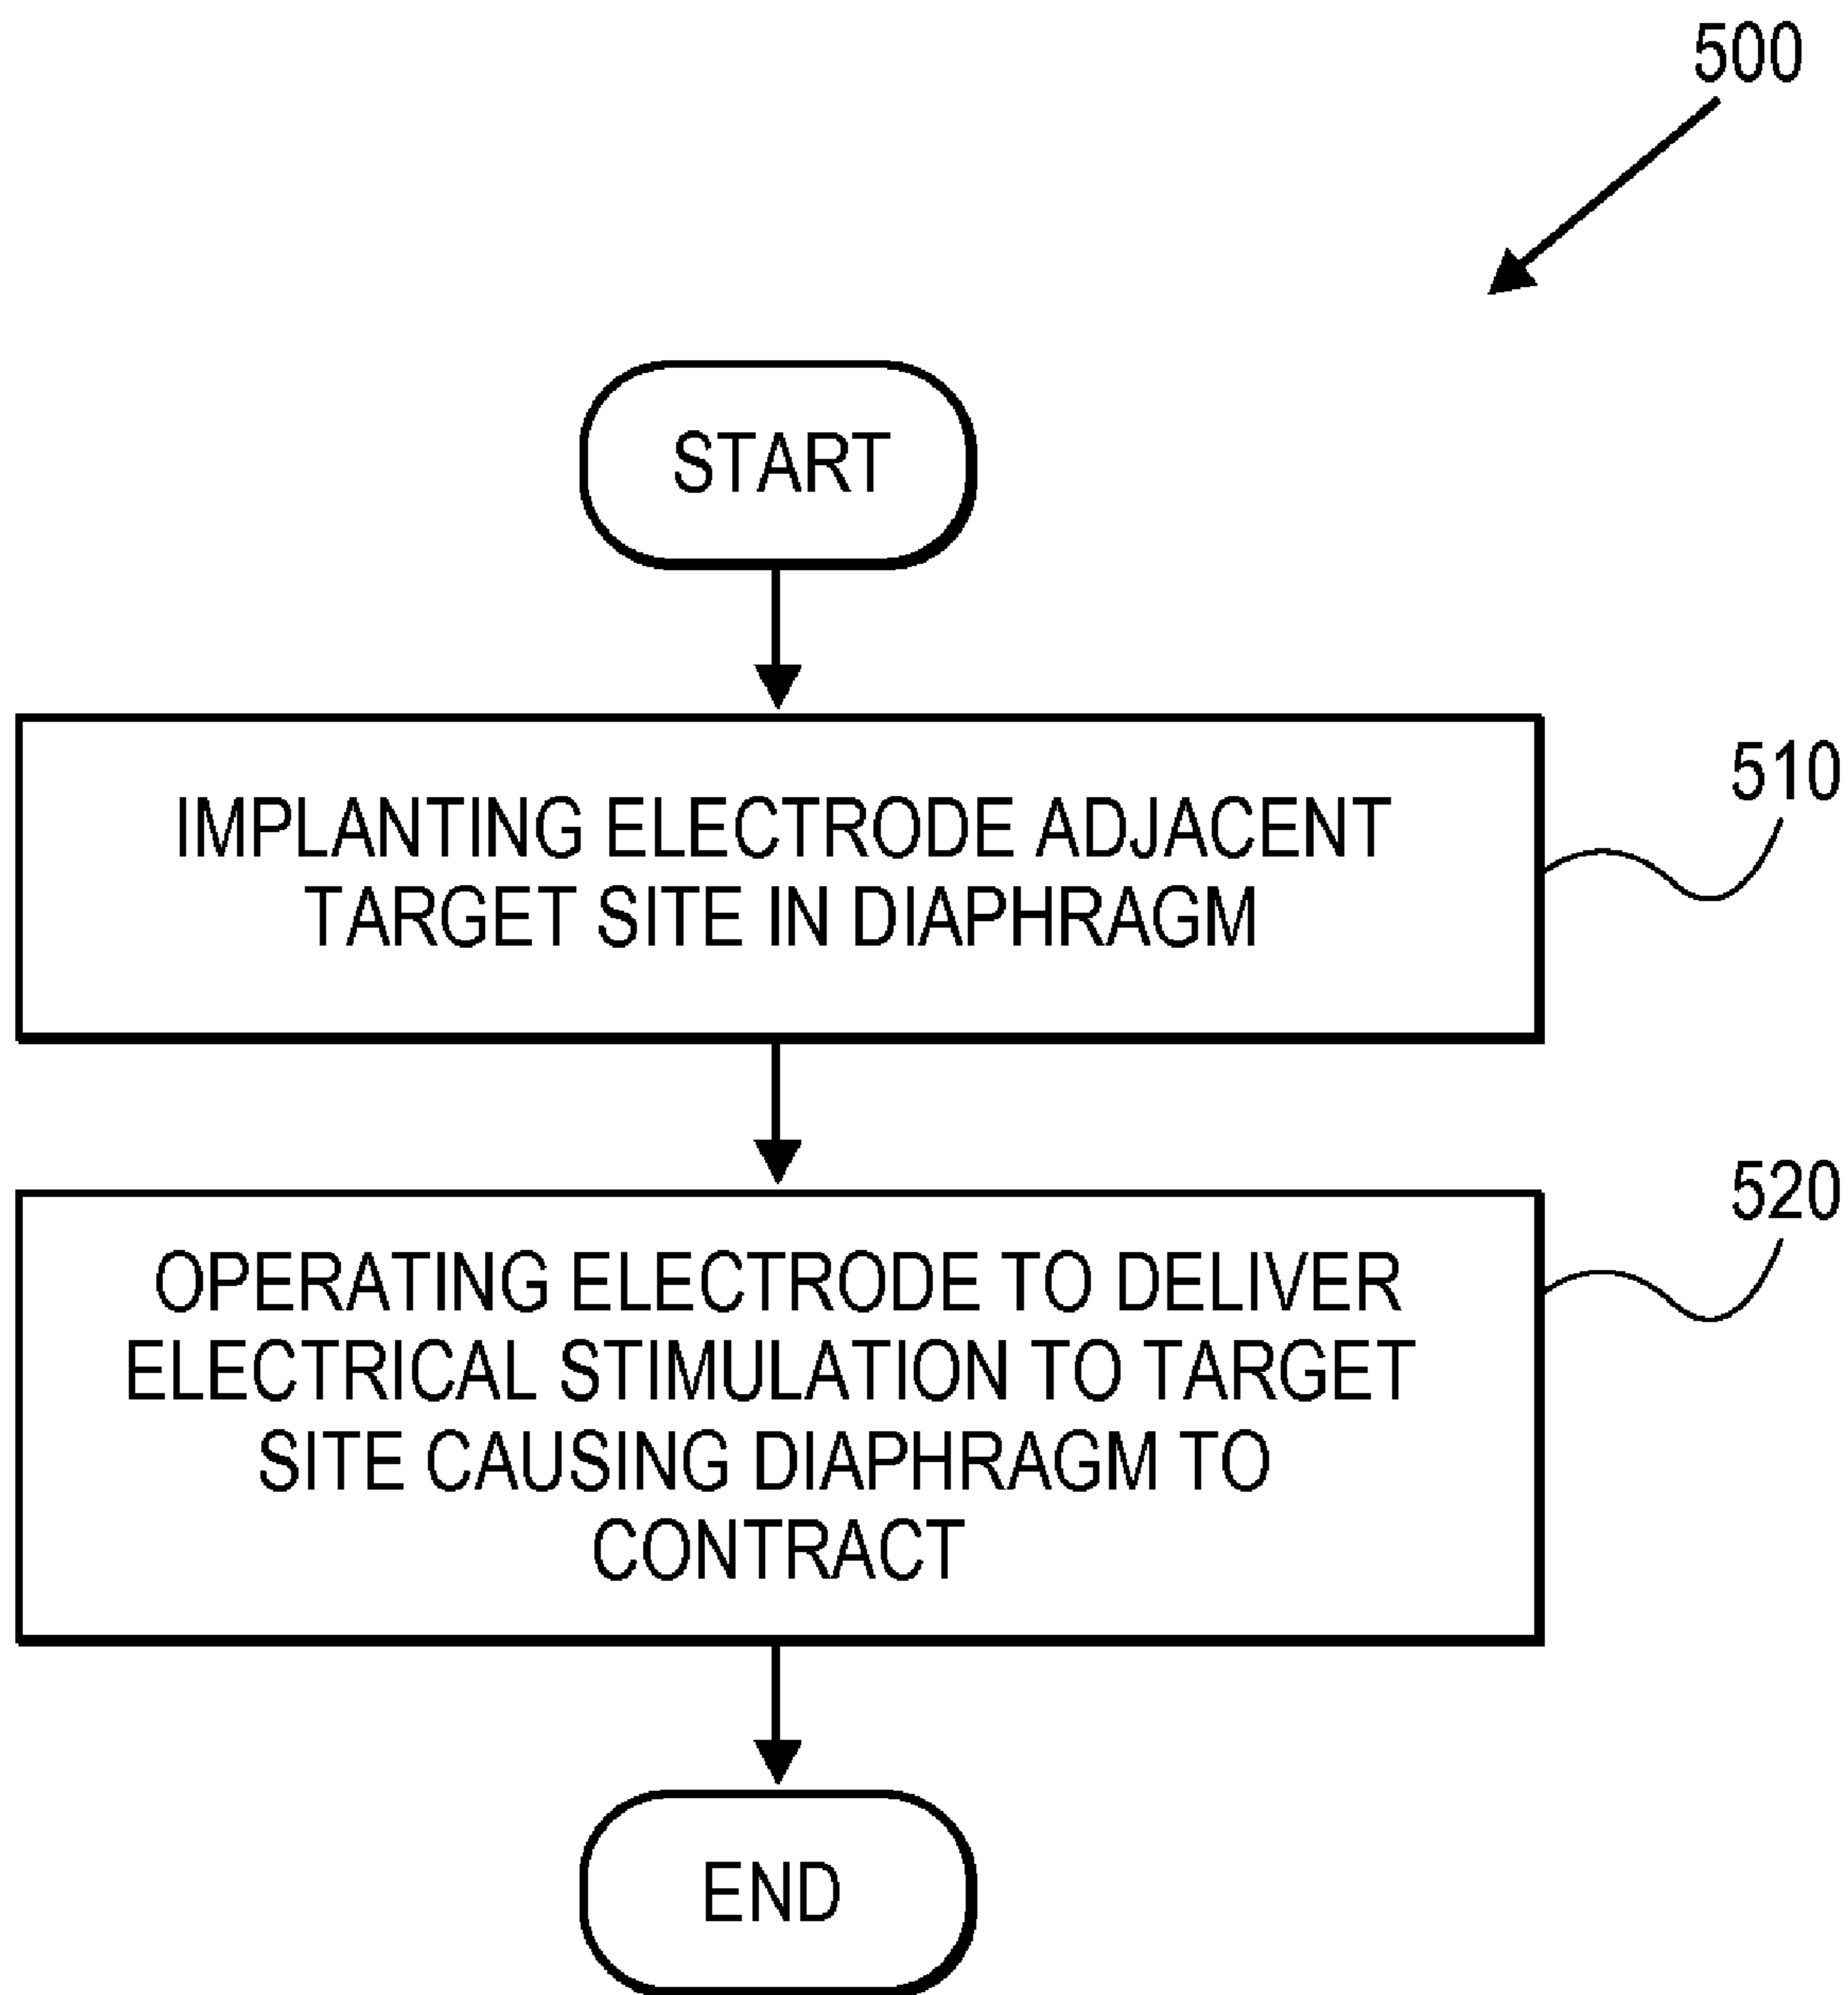 500
START
IMPLANTING ELECTRODE ADJACENT
TARGET SITE IN DIAPHRAGM
510
OPERATING ELECTRODE TO DELIVER
ELECTRICAL STIMULATION TO TARGET
SITE CAUSING DIAPHRAGM TO
CONTRACT
520
END